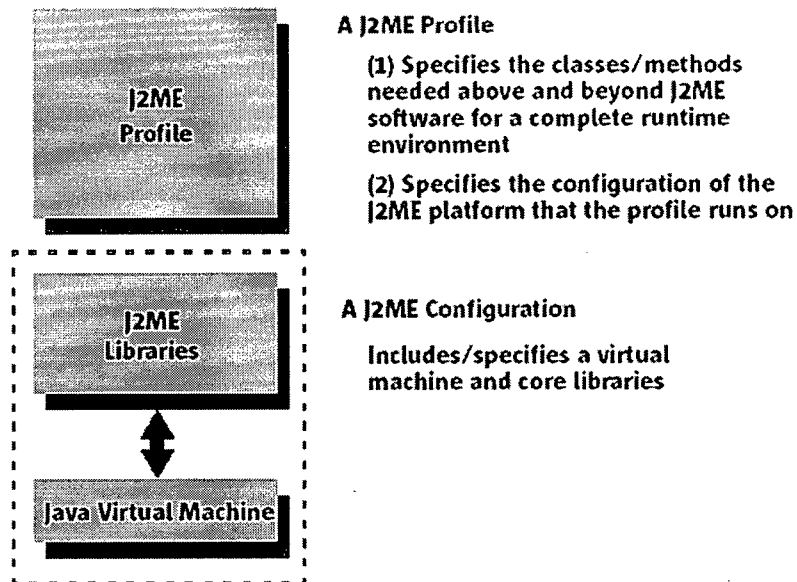 J2ME
Profile
A J2ME Profile
(1) Specifies the classes/methods
needed above and beyond J2ME
software for a complete runtime
environment
(2) Specifies the configuration of the
J2ME platform that the profile runs on
J2ME
Libraries
A J2ME Configuration
Includes/specifies a virtual
machine and core libraries
Java Virtual Machine